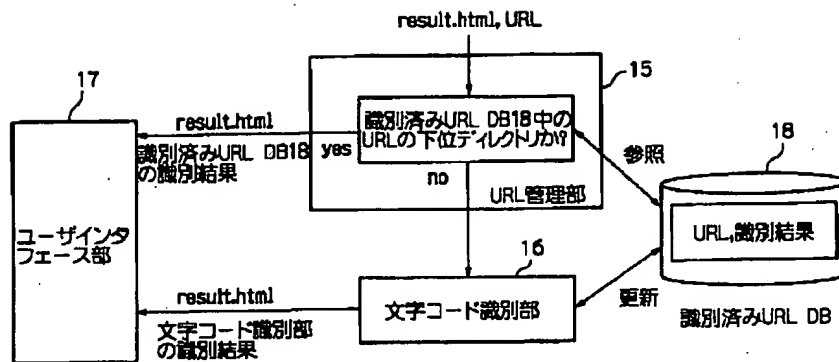 result.html, URL
15
17
識別済みURL DB18中の
URLの下位ディレクトリか?
result.html
yes
識別済みURL DB18
の識別結果
no
URL管理部
参照
18
URL,識別結果
識別済みURL DB
ユーザインタ
フェース部
16
文字コード識別部
更新
result.html
文字コード識別部
の識別結果